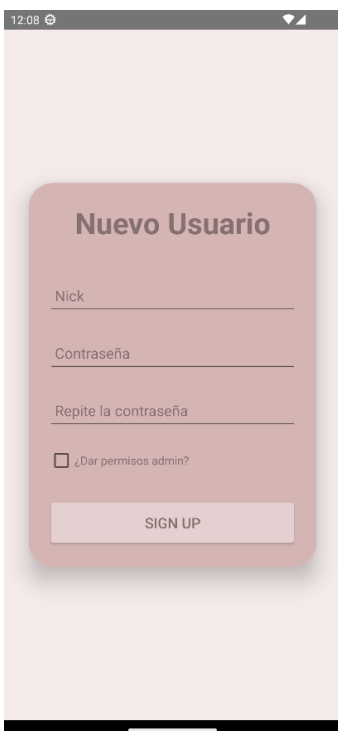 12:08
Nuevo Usuario
Nick
Contraseña
Repite la contraseña
¿Dar permisos admin?
SIGN UP